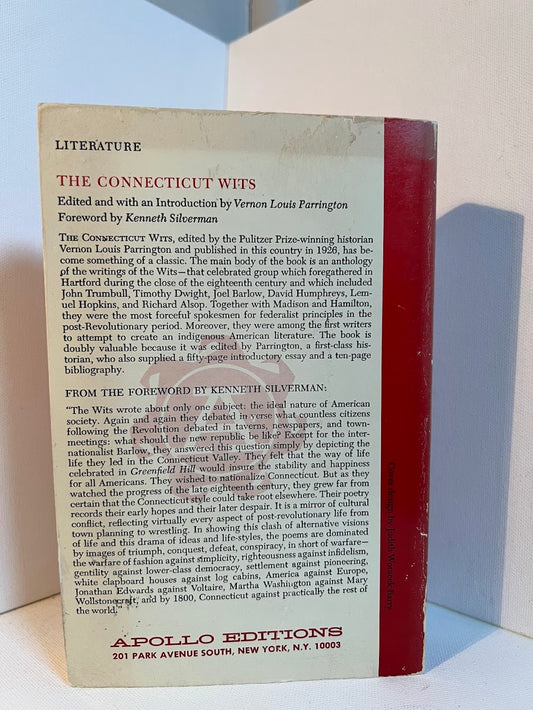 LITERATURE
THE CONNECTICUT WITS
Edited and with an Introduction by Vernon Louis Parrington
Foreword by Kenneth Silverman
THE CONNECTICUT WITS, edited by the Pulitzer Prize-winning historian
Vernon Louis Parrington and published in this country in 1926, has be-
come something of a classic. The main body of the book is an anthology
of the writings of the Wits—that celebrated group which foregathered in
Hartford during the close of the eighteenth century and which included
John Trumbull, Timothy Dwight, Joel Barlow, David Humphreys, Lem-
uel Hopkins, and Richard Alsop. Together with Madison and Hamilton,
they were the most forceful spokesmen for federalist principles in the
post-Revolutionary period. Moreover, they were among the first writers
to attempt to create an indigenous American literature. The book is
doubly valuable because it was edited by Parrington, a first-class his-
torian, who also supplied a fifty-page introductory essay and a ten-page
bibliography.
FROM THE FOREWORD BY KENNETH SILVERMAN:
"The Wits wrote about only one subject: the ideal nature of American
society. Again and again they debated in verse what countless citizens
following the Revolution debated in taverns, newspapers, and town-
meetings: what should the new republic be like? Except for the inter-
nationalist Barlow, they answered this question simply by depicting the
life they led in the Connecticut Valley. They felt that the way of life
celebrated in Greenfield Hill would insure the stability and happiness
for all Americans. They wished to nationalize Connecticut. But as they
watched the progress of the late eighteenth century, they grew far from
certain that the Connecticut style could take root elsewhere. Their poetry
records their early hopes and their later despair. It is a mirror of cultural
conflict, reflecting virtually every aspect of post-revolutionary life from
town planning to wrestling. In showing this clash of alternative visions
of life and this drama of ideas and life-styles, the poems are dominated
by images of triumph, conquest, defeat, conspiracy, in short of warfare—
the warfare of fashion against simplicity, righteousness against infidelism,
gentility against lower-class democracy, settlement against pioneering,
white clapboard houses against log cabins, America against Europe,
Jonathan Edwards against Voltaire, Martha Washington against Mary
Wollstonecraft, and by 1800, Connecticut against practically the rest of
the world."
APOLLO EDITIONS
201 PARK AVENUE SOUTH, NEW YORK, N.Y. 10003